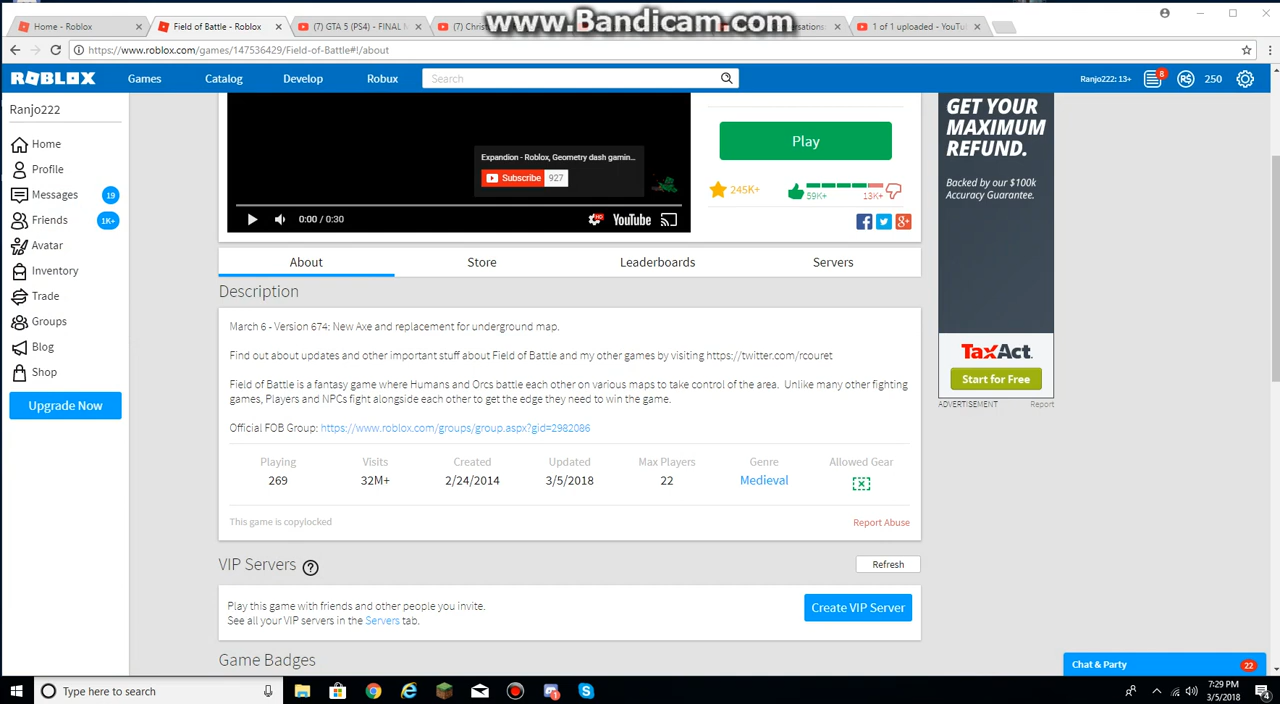 www.Bandicam.com
Home - Roblox
Field of Battle - Roblox
(7) GTA 5 (PS4) - FINAL
(7) Christ
ersations
1 of 1 uploaded - YouTu
https://www.roblox.com/games/147536429/Field-of-Battle#!/about
ROBLOX
Games
Catalog
Develop
Robux
Search
Ranjo222: 13+
8
R$
250
Ranjo222
Home
Profile
Messages
19
Friends
1K+
Avatar
Inventory
Trade
Groups
Blog
Shop
Upgrade Now
Expandion - Roblox, Geometry dash gamin...
Subscribe
927
0:00 / 0:30
HD
YouTube
Play
245K+
59K+
13K+
GET YOUR
MAXIMUM
REFUND.
Backed by our $100k
Accuracy Guarantee.
TaxAct.
Start for Free
ADVERTISEMENT
Report
About
Store
Leaderboards
Servers
Description
March 6 - Version 674: New Axe and replacement for underground map.
Find out about updates and other important stuff about Field of Battle and my other games by visiting https://twitter.com/rcouret
Field of Battle is a fantasy game where Humans and Orcs battle each other on various maps to take control of the area. Unlike many other fighting
games, Players and NPCs fight alongside each other to get the edge they need to win the game.
Official FOB Group: https://www.roblox.com/groups/group.aspx?gid=2982086
Playing
Visits
Created
Updated
Max Players
Genre
Allowed Gear
269
32M+
2/24/2014
3/5/2018
22
Medieval
This game is copylocked
Report Abuse
VIP Servers
Refresh
Play this game with friends and other people you invite.
See all your VIP servers in the Servers tab.
Create VIP Server
Game Badges
Chat & Party
22
Type here to search
7:29 PM
3/5/2018
4